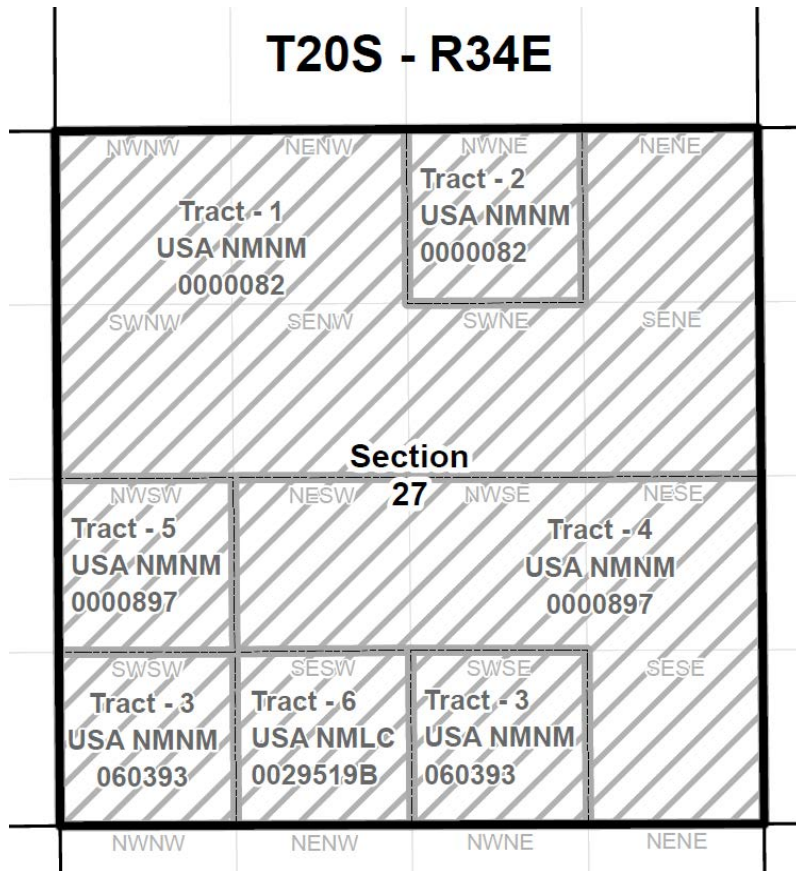 T20S - R34E
NWNW
NENW
NWNE
NENE
Tract - 1
USA NMNM
0000082
Tract - 2
USA NMNM
0000082
SWNW
SENW
SWNE
SENE
Section
27
NWSW
NESW
NWSE
NESE
Tract - 5
USA NMNM
0000897
Tract - 4
USA NMNM
0000897
SWSW
SESW
SWSE
SESE
Tract - 3
USA NMNM
060393
Tract - 6
USA NMLC
0029519B
Tract - 3
USA NMNM
060393
NWNW
NENW
NWNE
NENE